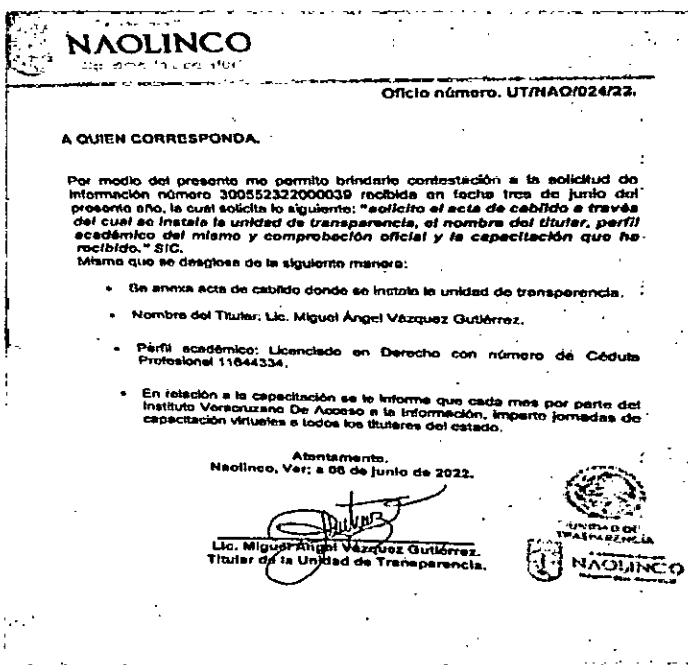 NAOLINCO
Oficio número. UT/NAO/024/22.
A QUIEN CORRESPONDA.
Por medio del presente me permito brindarle contestación a la solicitud de
información número 300552322000039 recibida en fecha tres de junio del
presente año, la cual solicita lo siguiente: "solicito el acta de cabildo a través
del cual se instala la unidad de transparencia, el nombre del titular, perfil
académico del mismo y comprobación oficial y la capacitación que ha
recibido." SIC.
Misma que se desglosa de la siguiente manera:
• Se anexa acta de cabildo donde se instala la unidad de transparencia.
• Nombre del Titular: Lic. Miguel Ángel Vázquez Gutiérrez.
• Perfil académico: Licenciado en Derecho con número de Cédula
Profesional 11644334.
• En relación a la capacitación se le informe que cada mes por parte del
Instituto Veracruzano De Acceso a la Información, imparte jornadas de
capacitación virtuales a todos los titulares del estado.
Atentamente.
Naolinco, Ver; a 06 de junio de 2022.
Lic. Miguel Ángel Vázquez Gutiérrez.
Titular de la Unidad de Transparencia.
UNIDAD DE
TRASPARENCIA
NAOLINCO